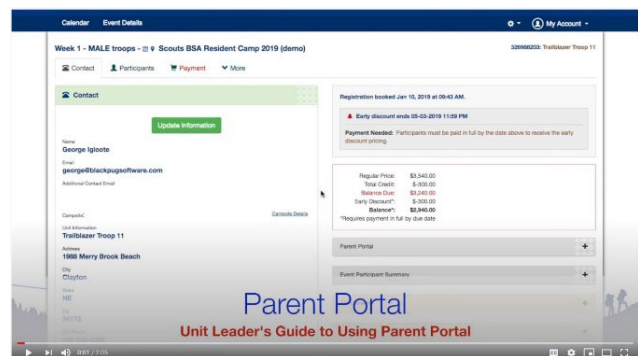 Calendar Event Details
My Account
Week 1 - MALE troops - Scouts BSA Resident Camp 2019 (demo)
326988203: Trailblazer Troop 11
Contact Participants Payment More
Contact
Update Information
Name
George Igloote
Email
george@blackpugsoftware.com
Additional Contact Email
Campsite:
Campsite Details
Unit Information
Trailblazer Troop 11
Address
1988 Merry Brook Beach
City
Clayton
State
Registration booked Jan 10, 2019 at 09:43 AM.
Early discount ends 05-03-2019 11:59 PM
Payment Needed: Participants must be paid in full by the date above to receive the early
discount pricing.
Regular Price: $3,540.00
Total Credit: $-300.00
Balance Due: $3,240.00
Early Discount*: $-300.00
Balance*: $2,940.00
*Requires payment in full by due date
Parent Portal +
Event Participant Summary +
Parent Portal
Unit Leader's Guide to Using Parent Portal
0:01 / 2:05